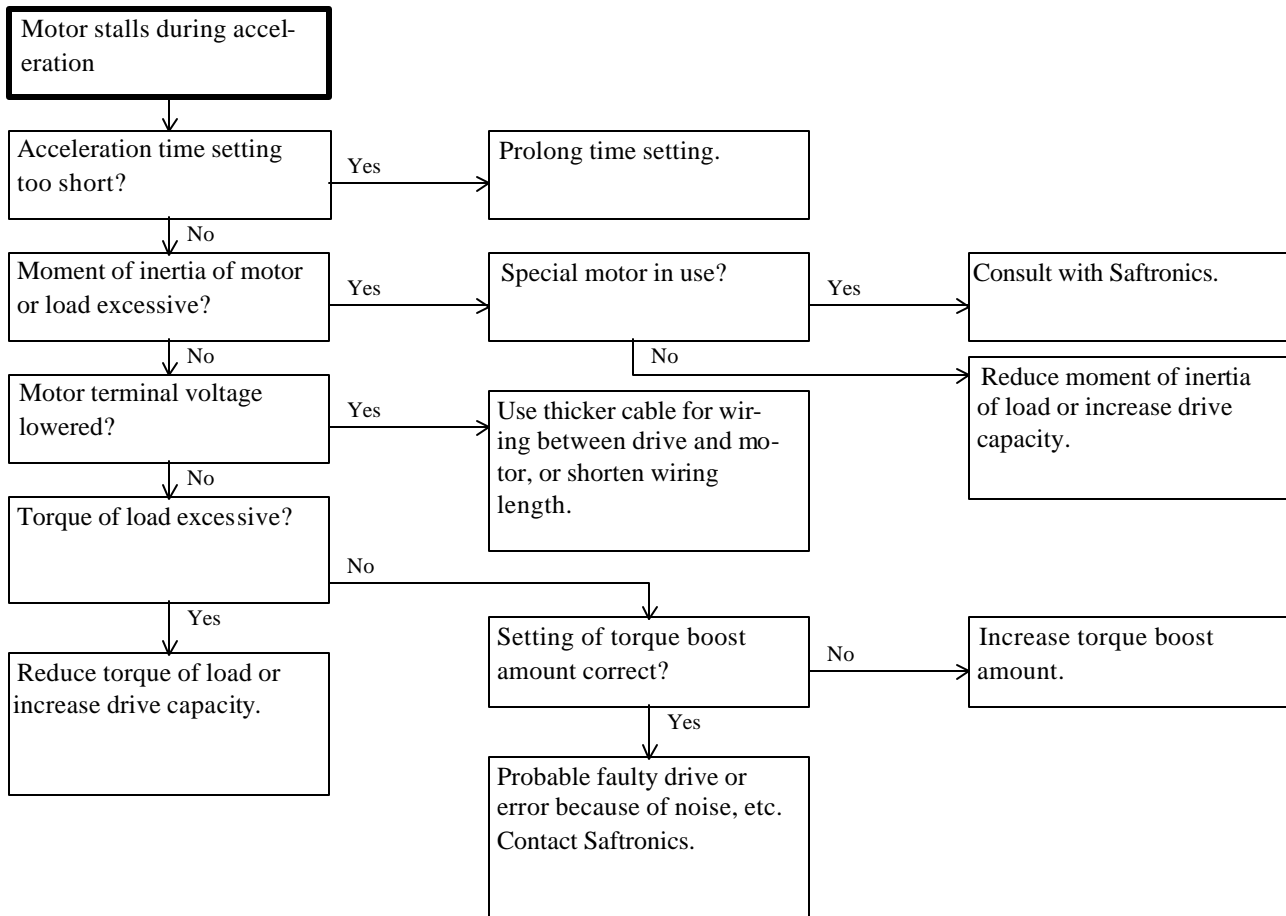 Motor stalls during accel-
eration
Acceleration time setting
too short?
Yes
Prolong time setting.
No
Moment of inertia of motor
or load excessive?
Yes
Special motor in use?
Yes
Consult with Saftronics.
No
No
Reduce moment of inertia
of load or increase drive
capacity.
Motor terminal voltage
lowered?
Yes
Use thicker cable for wir-
ing between drive and mo-
tor, or shorten wiring
length.
No
Torque of load excessive?
No
Yes
Setting of torque boost
amount correct?
No
Increase torque boost
amount.
Reduce torque of load or
increase drive capacity.
Yes
Probable faulty drive or
error because of noise, etc.
Contact Saftronics.